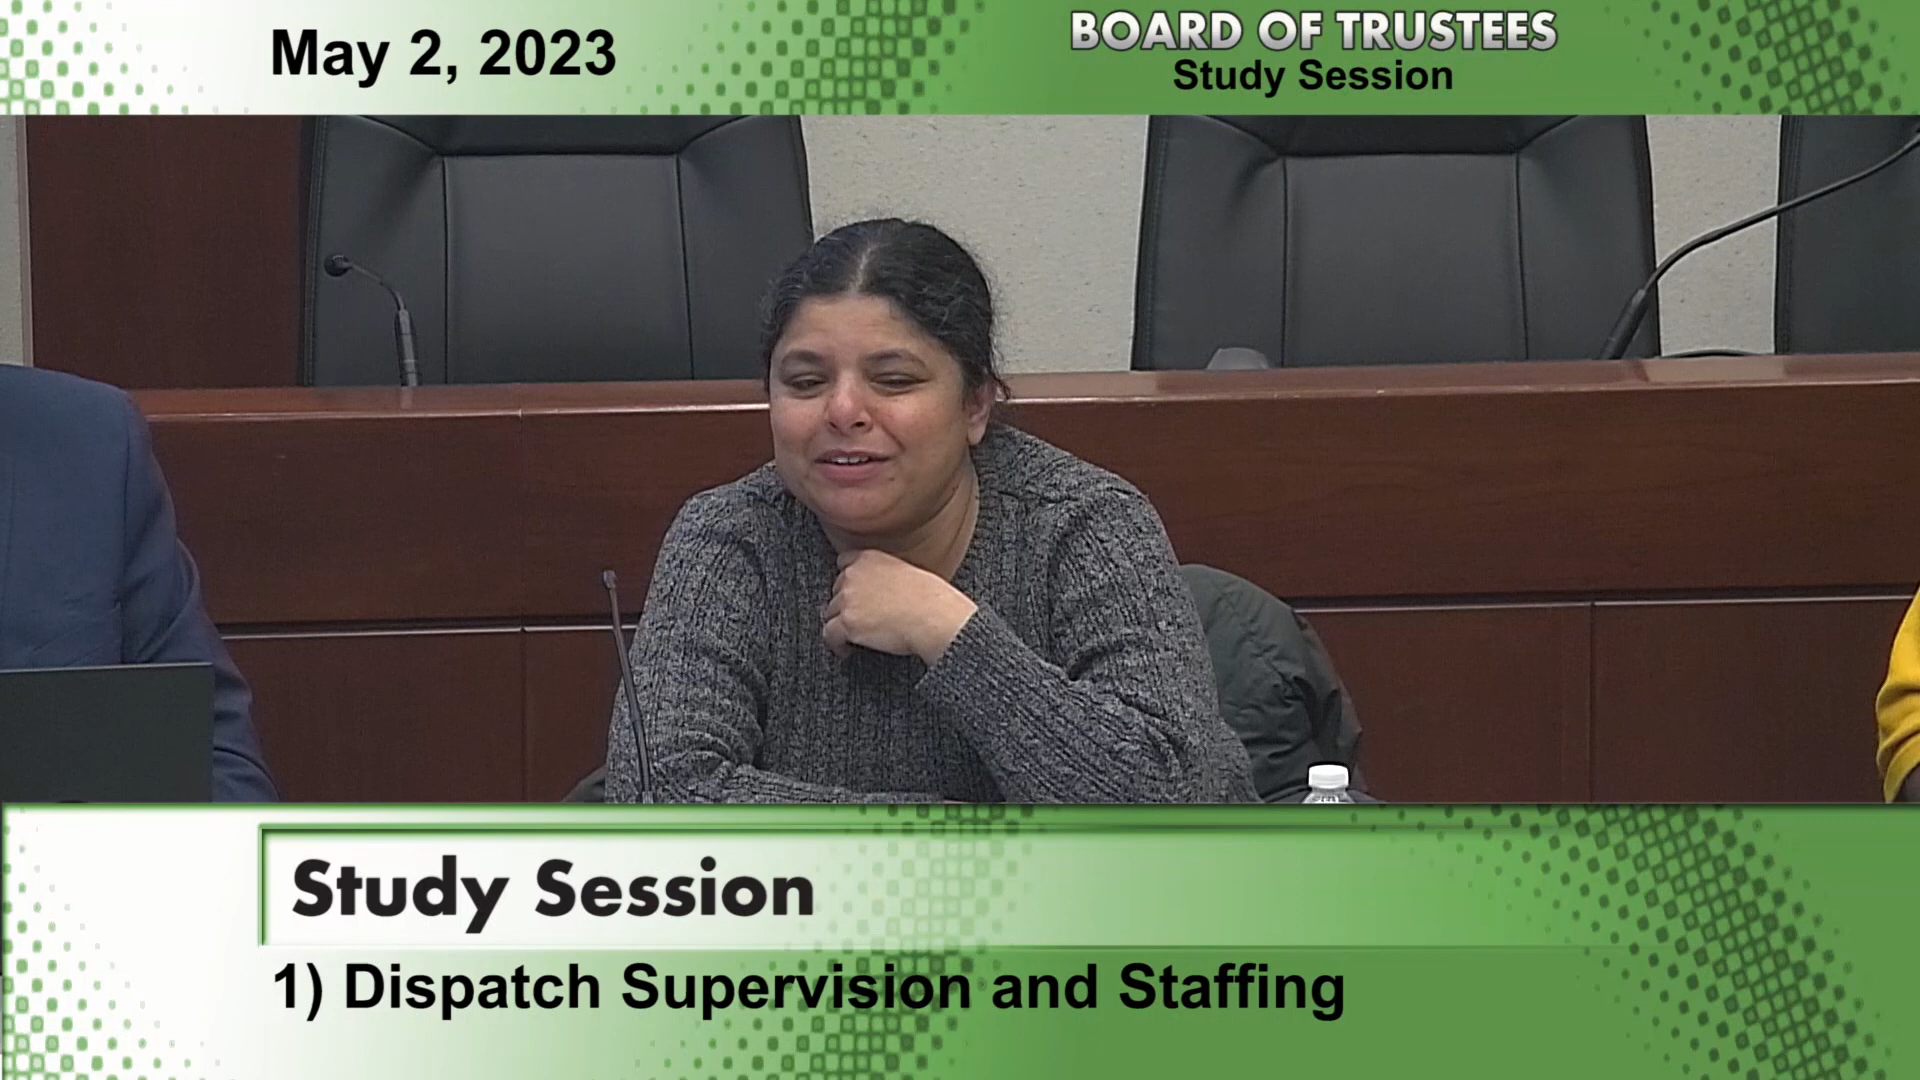 May 2, 2023
BOARD OF TRUSTEES
Study Session
Study Session
1) Dispatch Supervision and Staffing